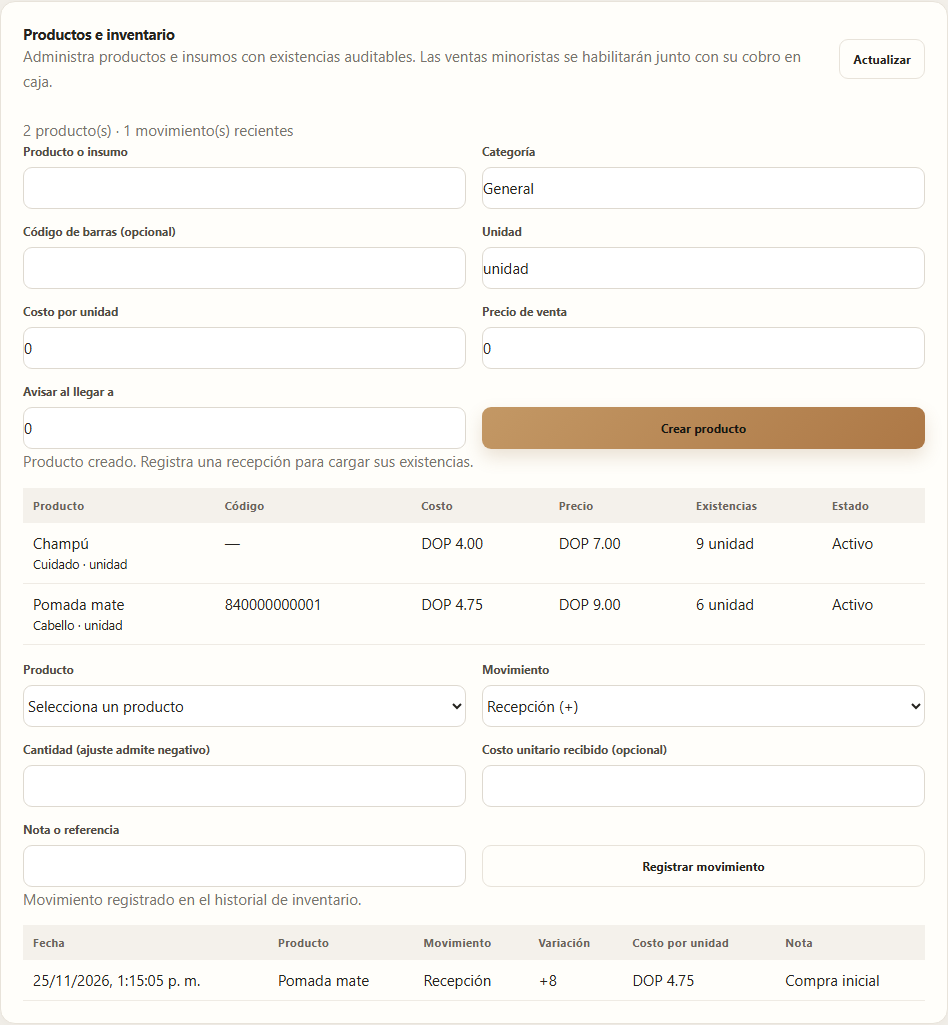 Productos e inventario
Administra productos e insumos con existencias auditables. Las ventas minoristas se habilitarán junto con su cobro en
caja.
Actualizar
2 producto(s) · 1 movimiento(s) recientes
Producto o insumo
Categoría
General
Código de barras (opcional)
Unidad
unidad
Costo por unidad
Precio de venta
0
0
Avisar al llegar a
0
Crear producto
Producto creado. Registra una recepción para cargar sus existencias.
Producto Código Costo Precio Existencias Estado
Champú — DOP 4.00 DOP 7.00 9 unidad Activo
Cuidado · unidad
Pomada mate 840000000001 DOP 4.75 DOP 9.00 6 unidad Activo
Cabello · unidad
Producto
Movimiento
Selecciona un producto
Recepción (+)
Cantidad (ajuste admite negativo)
Costo unitario recibido (opcional)
Nota o referencia
Registrar movimiento
Movimiento registrado en el historial de inventario.
Fecha Producto Movimiento Variación Costo por unidad Nota
25/11/2026, 1:15:05 p. m. Pomada mate Recepción +8 DOP 4.75 Compra inicial